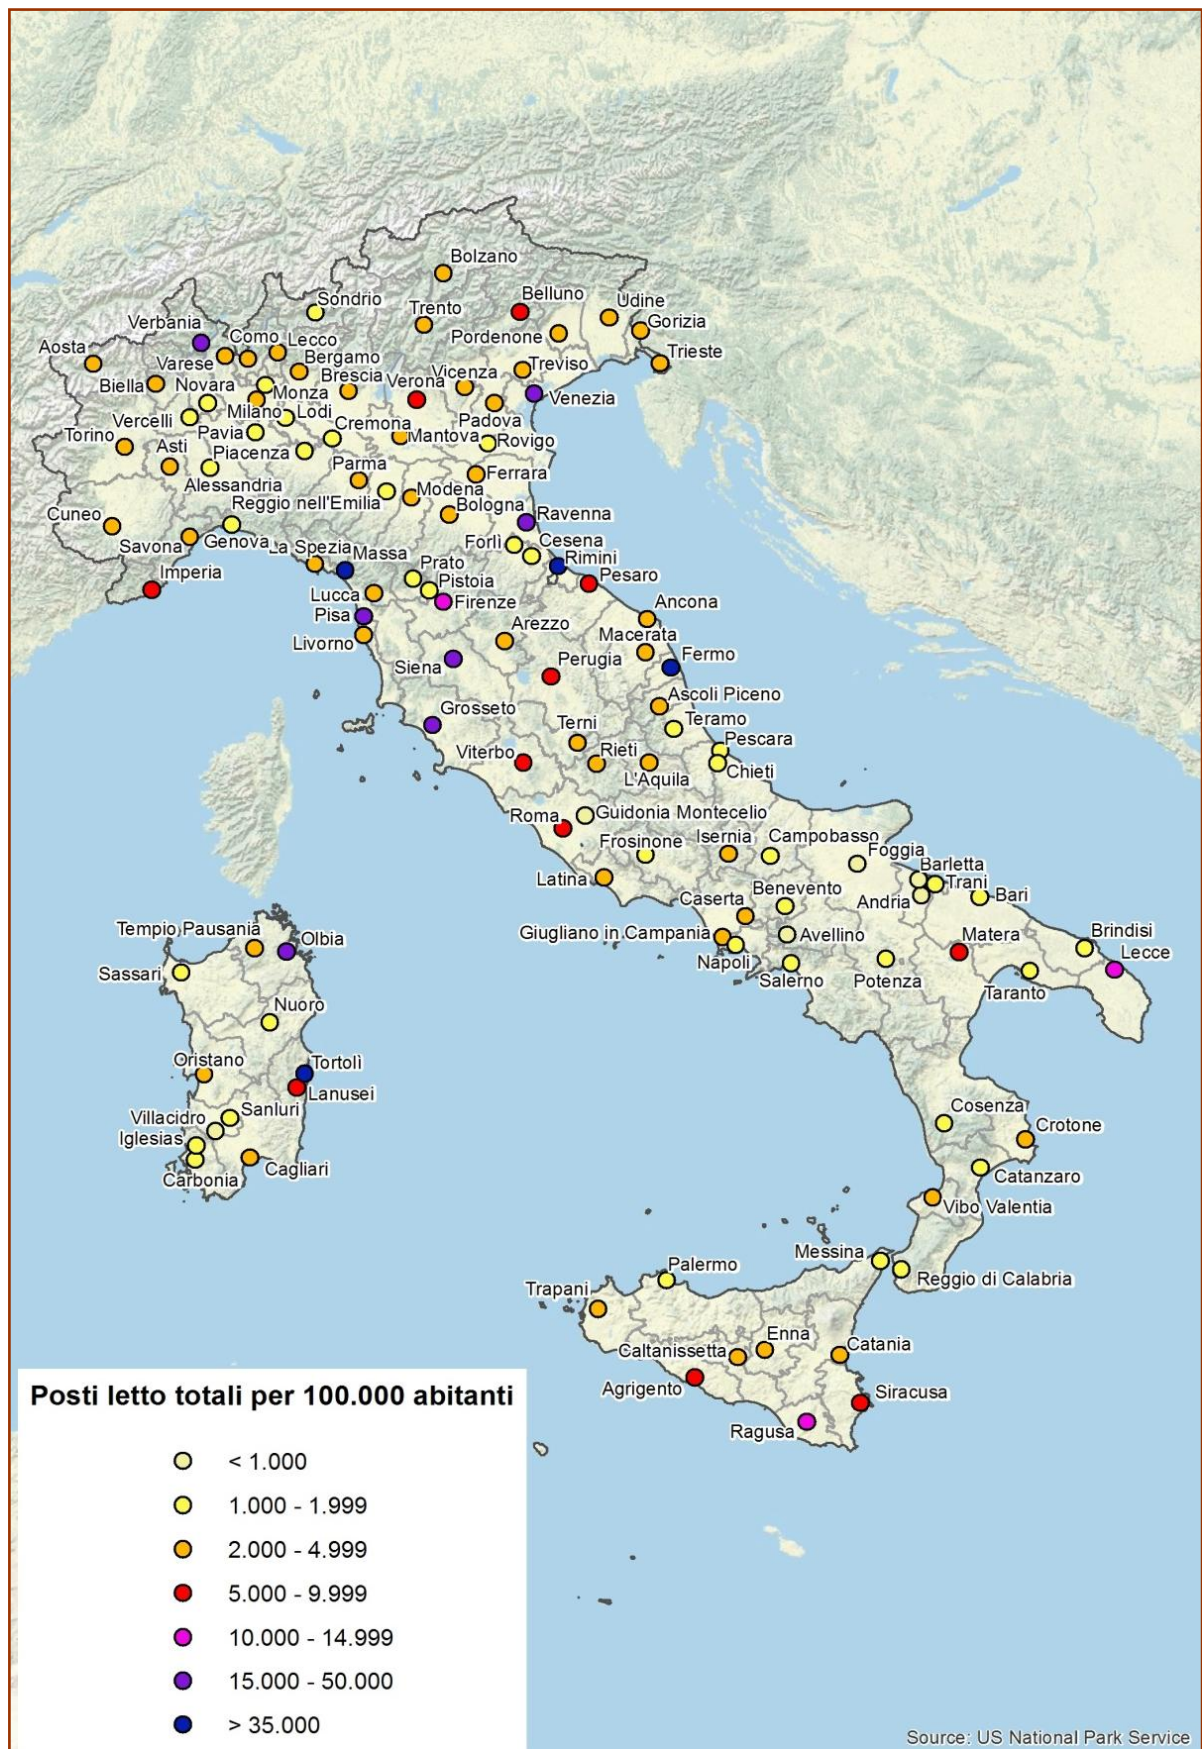 Bolzano
Sondrio
Belluno
Udine
Trento
Verbania
Pordenone
Gorizia
Como
Lecco
Aosta
Varese
Bergamo
Treviso
Trieste
Vicenza
Biella
Novara
Brescia
Verona
Monza
Venezia
Vercelli
Milano
Lodi
Padova
Cremona
Torino
Pavia
Mantova
Rovigo
Asti
Piacenza
Parma
Ferrara
Alessandria
Modena
Reggio nell'Emilia
Bologna
Cuneo
Ravenna
Savona
Genova
La Spezia
Massa
Forlì
Cesena
Rimini
Imperia
Prato
Pistoia
Pesaro
Lucca
Firenze
Pisa
Ancona
Livorno
Arezzo
Macerata
Siena
Perugia
Fermo
Ascoli Piceno
Grosseto
Terni
Teramo
Viterbo
Rieti
Pescara
L'Aquila
Chieti
Roma
Guidonia Montecelio
Frosinone
Isernia
Campobasso
Foggia
Barletta
Latina
Trani
Benevento
Andria
Bari
Caserta
Tempio Pausania
Olbia
Giugliano in Campania
Avellino
Matera
Brindisi
Lecce
Sassari
Napoli
Salerno
Potenza
Taranto
Nuoro
Oristano
Tortolì
Lanusei
Villacidro
Sanluri
Iglesias
Cosenza
Crotone
Carbonia
Cagliari
Catanzaro
Vibo Valentia
Messina
Palermo
Reggio di Calabria
Trapani
Enna
Caltanissetta
Catania
Agrigento
Siracusa
Ragusa
Posti letto totali per 100.000 abitanti
< 1.000
1.000 - 1.999
2.000 - 4.999
5.000 - 9.999
10.000 - 14.999
15.000 - 50.000
> 35.000
Source: US National Park Service